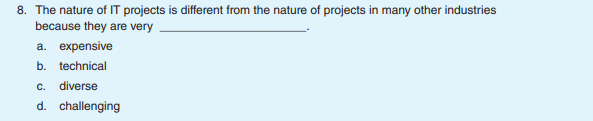 8. The nature of IT projects is different from the nature of projects in many other industries
because they are very ______________________.
a. expensive
b. technical
c. diverse
d. challenging